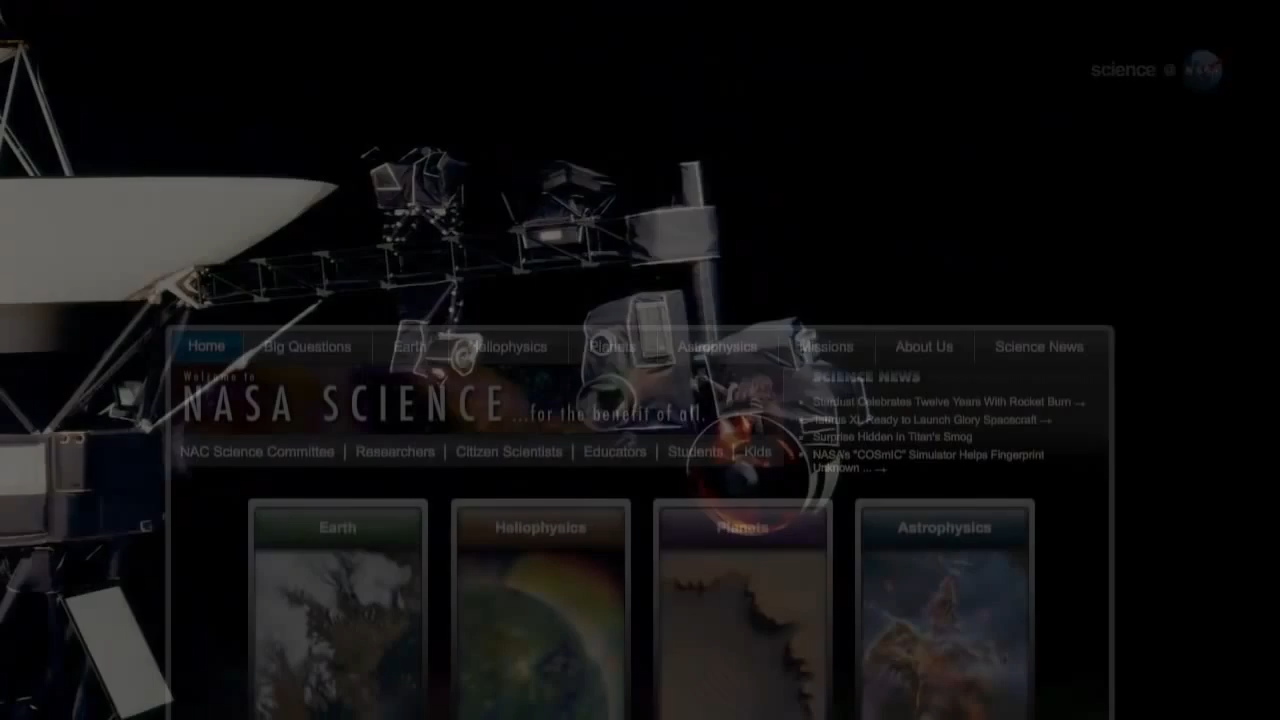 science @ NASA
Home Big Questions Earth Heliophysics Planets Astrophysics Missions About Us Science News
Welcome to
NASA SCIENCE ...for the benefit of all.
SCIENCE NEWS
Stardust Celebrates Twelve Years With Rocket Burn →
Taurus XL Ready to Launch Glory Spacecraft →
Surprise Hidden in Titan's Smog
NASA's "COSmIC" Simulator Helps Fingerprint
Unknown ... →
NAC Science Committee | Researchers | Citizen Scientists | Educators | Students | Kids
Earth Heliophysics Planets Astrophysics